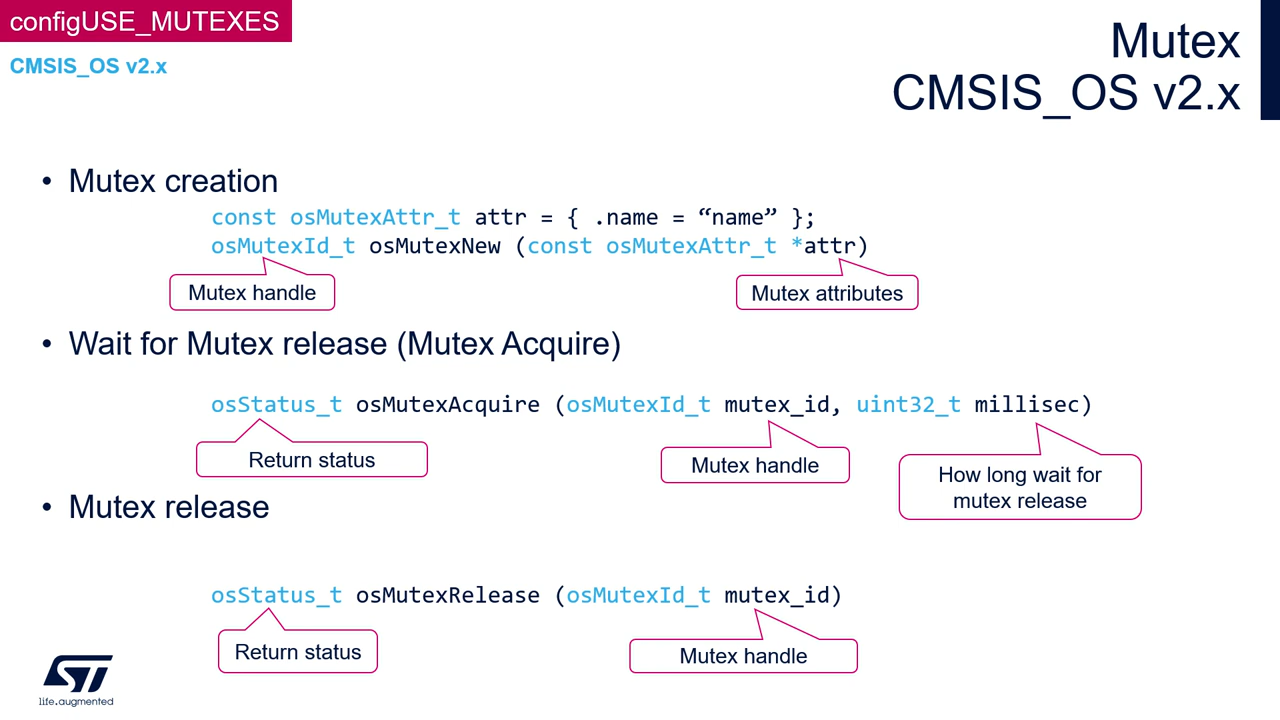 configUSE_MUTEXES
CMSIS_OS v2.x
Mutex
CMSIS_OS v2.x
• Mutex creation
const osMutexAttr_t attr = { .name = “name” };
osMutexId_t osMutexNew (const osMutexAttr_t *attr)
Mutex handle
Mutex attributes
• Wait for Mutex release (Mutex Acquire)
osStatus_t osMutexAcquire (osMutexId_t mutex_id, uint32_t millisec)
Return status
Mutex handle
How long wait for
mutex release
• Mutex release
osStatus_t osMutexRelease (osMutexId_t mutex_id)
Return status
Mutex handle
ST
life.augmented